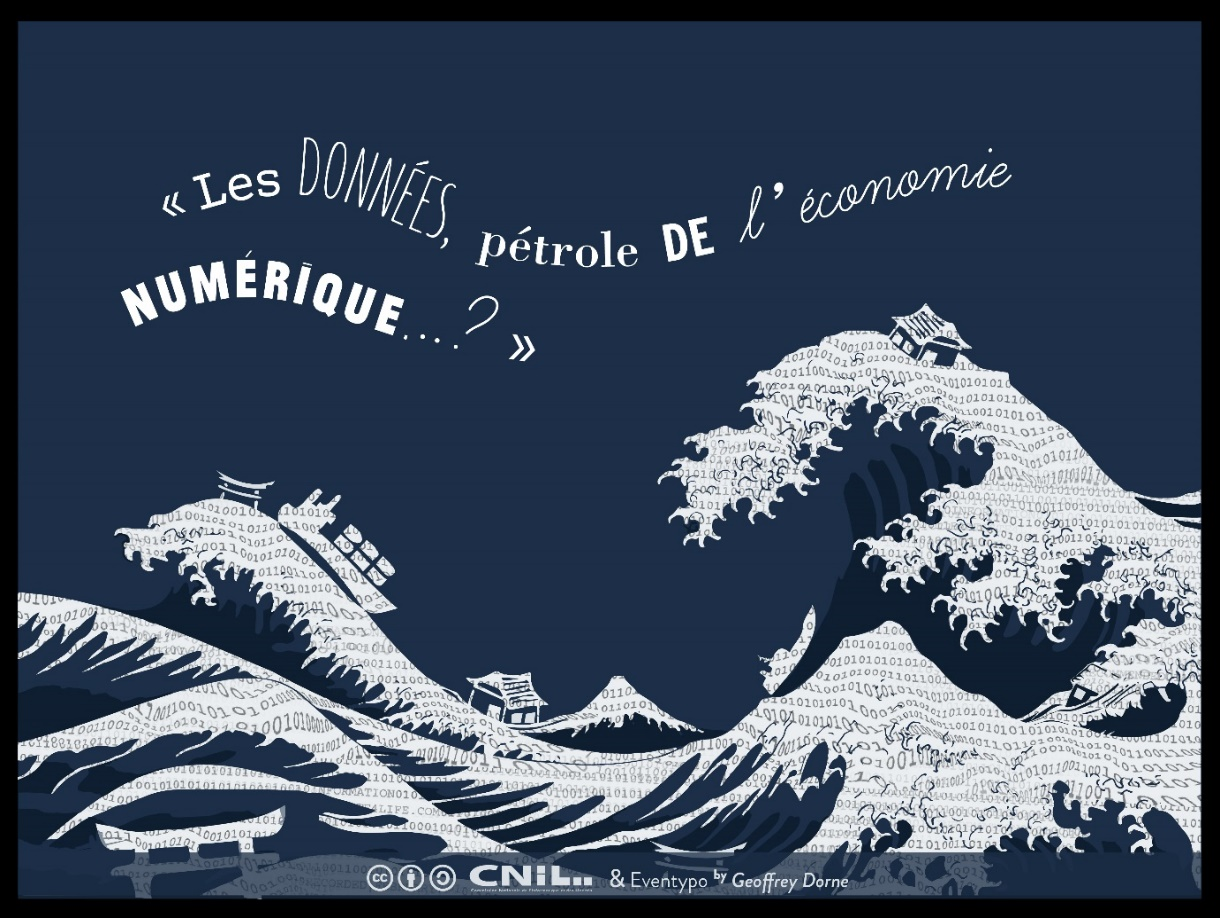 « Les DONNÉES, pétrole DE l’économie
NUMÉRIQUE....? »
CNiL.. & Eventypo by Geoffrey Dorne